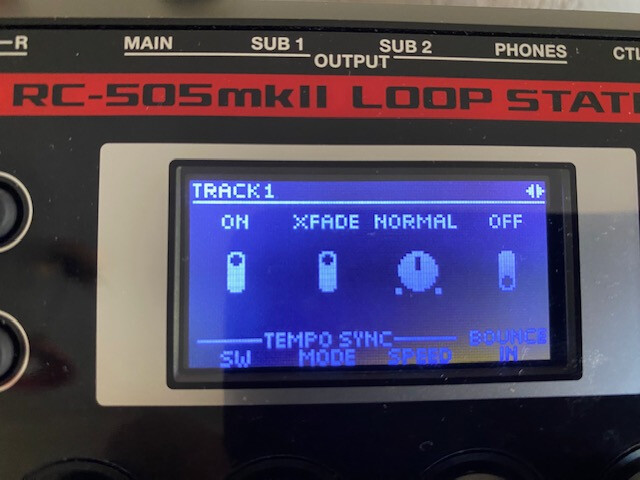 -R MAIN SUB 1 SUB 2 PHONES CTL
OUTPUT
RC-505mkII LOOP STATI
TRACK1
ON XFADE NORMAL OFF
TEMPO SYNC BOUNCE
SW MODE SPEED IN